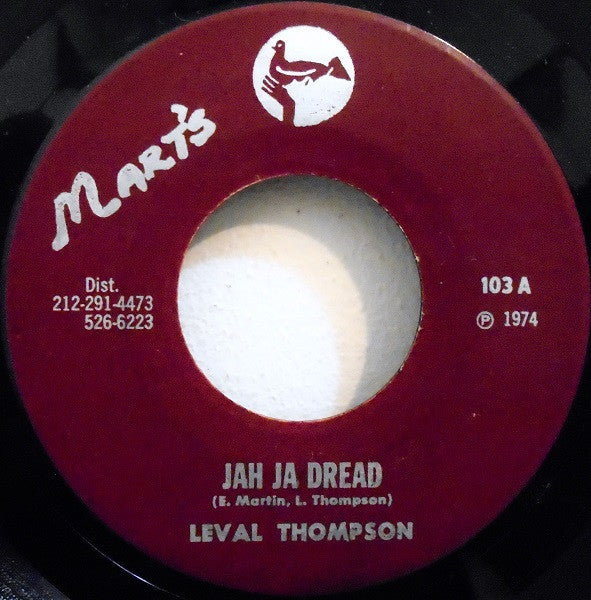 Mart's
Dist.
212-291-4473
526-6223
103 A
℗ 1974
JAH JA DREAD
(E. Martin, L. Thompson)
LEVAL THOMPSON